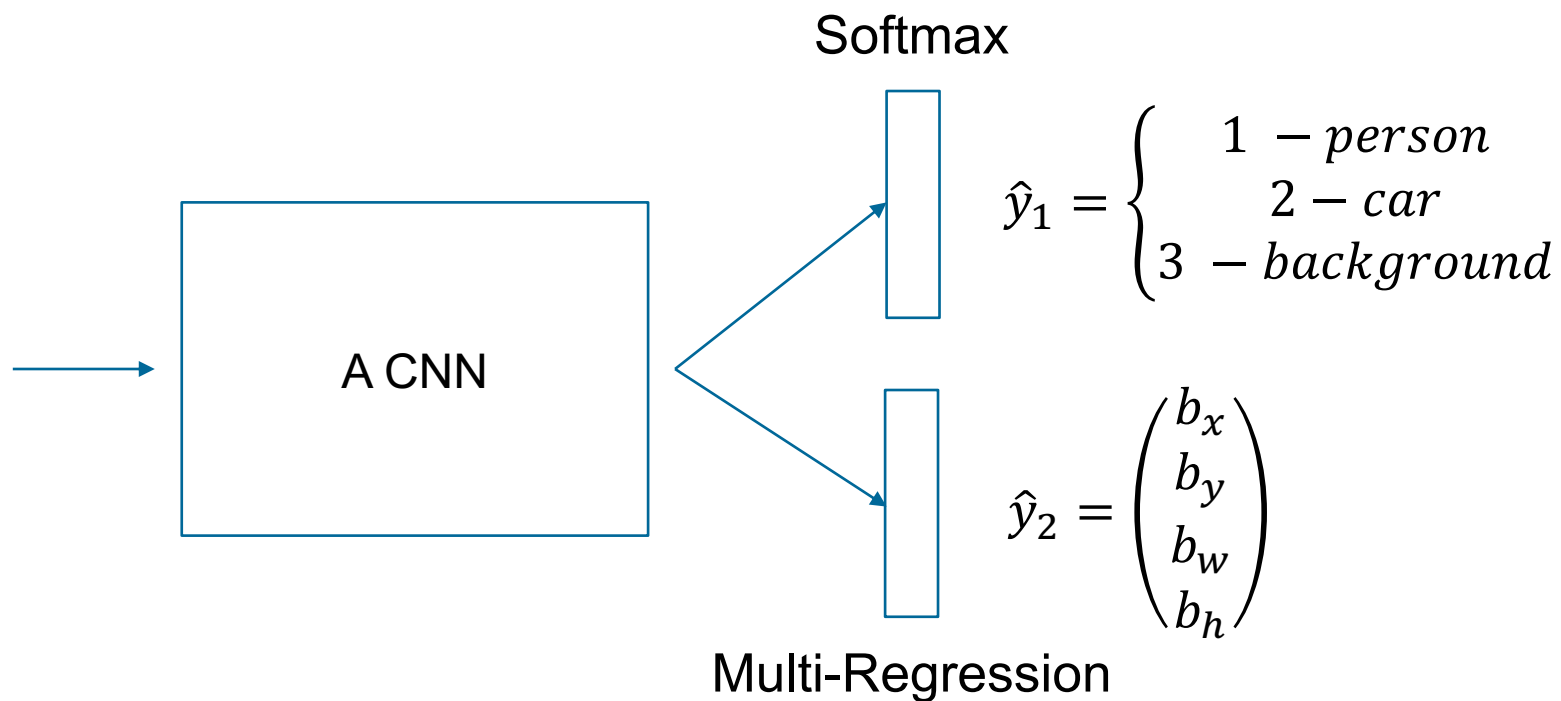 Softmax
ŷ₁ = { 1 − person
2 − car
3 − background
A CNN
ŷ₂ = ( b_x
b_y
b_w
b_h )
Multi-Regression